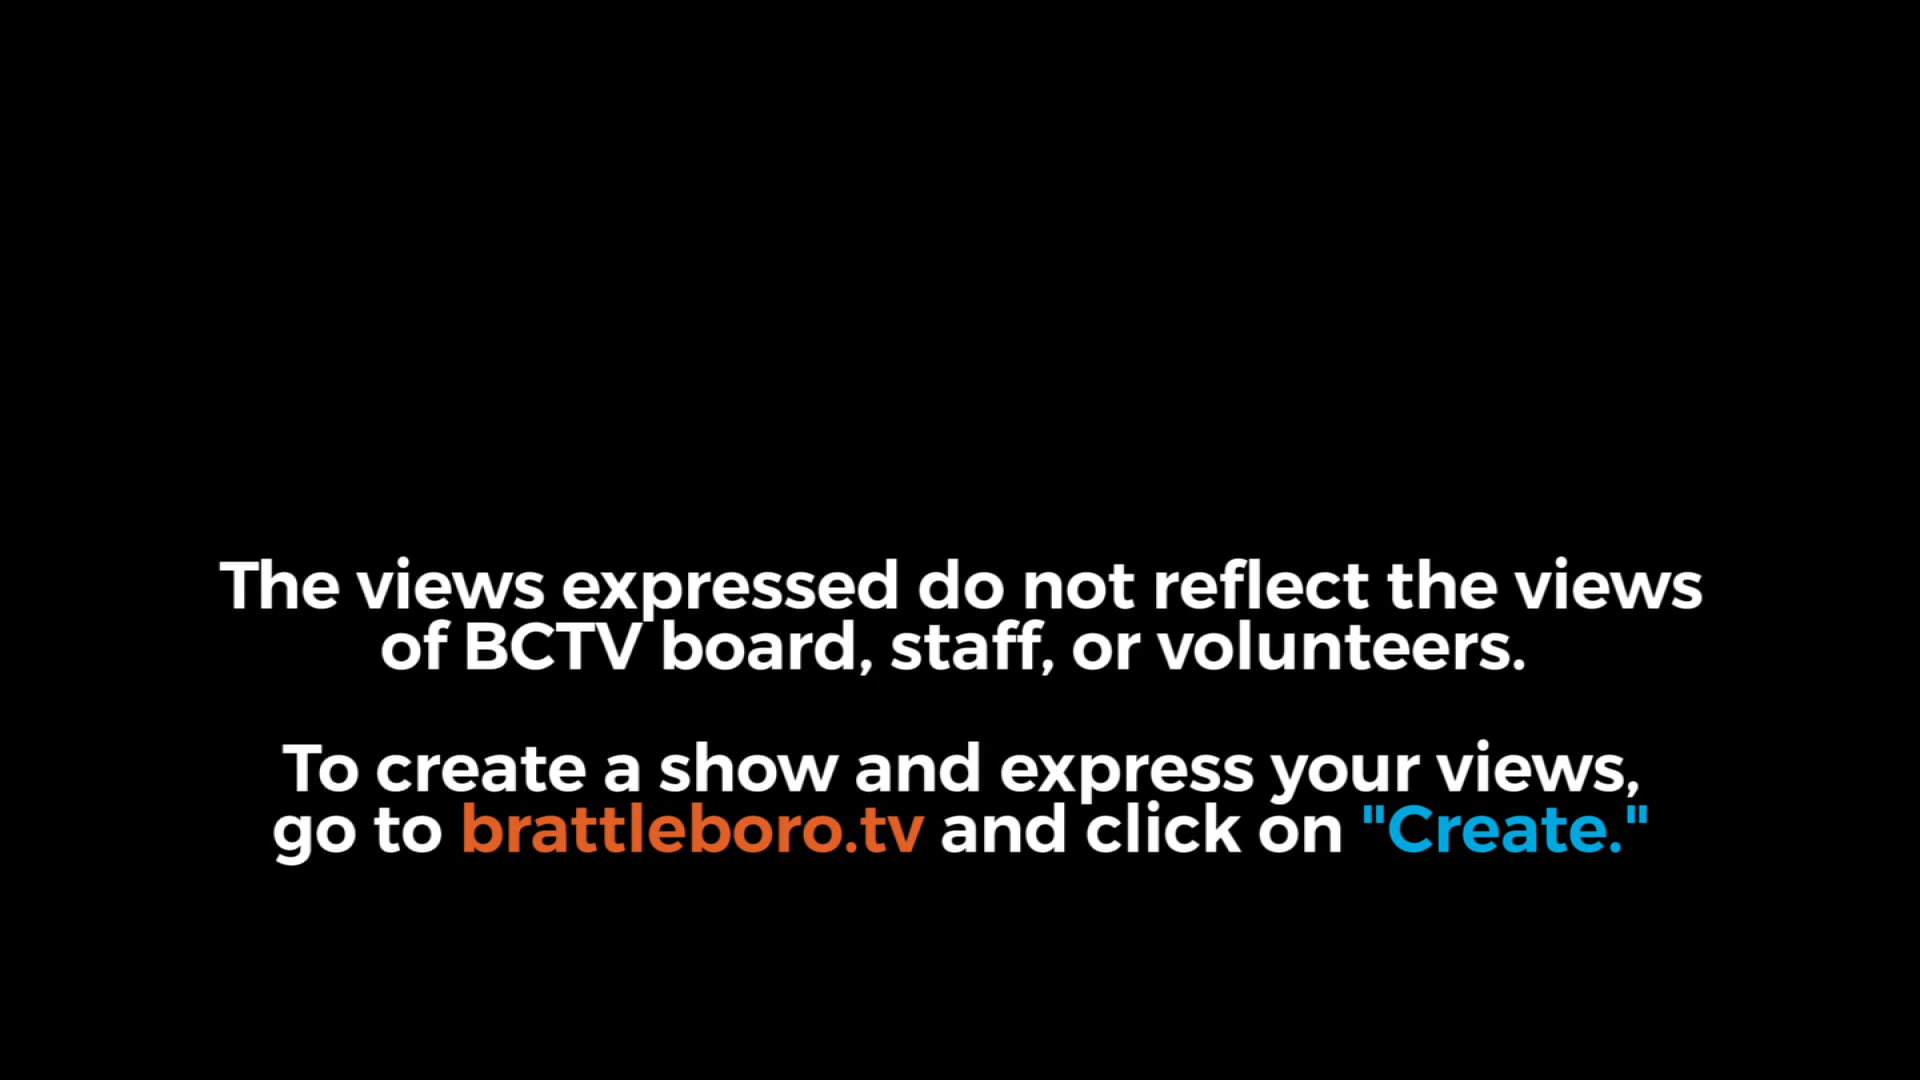 The views expressed do not reflect the views
of BCTV board, staff, or volunteers.
To create a show and express your views,
go to brattleboro.tv and click on "Create."